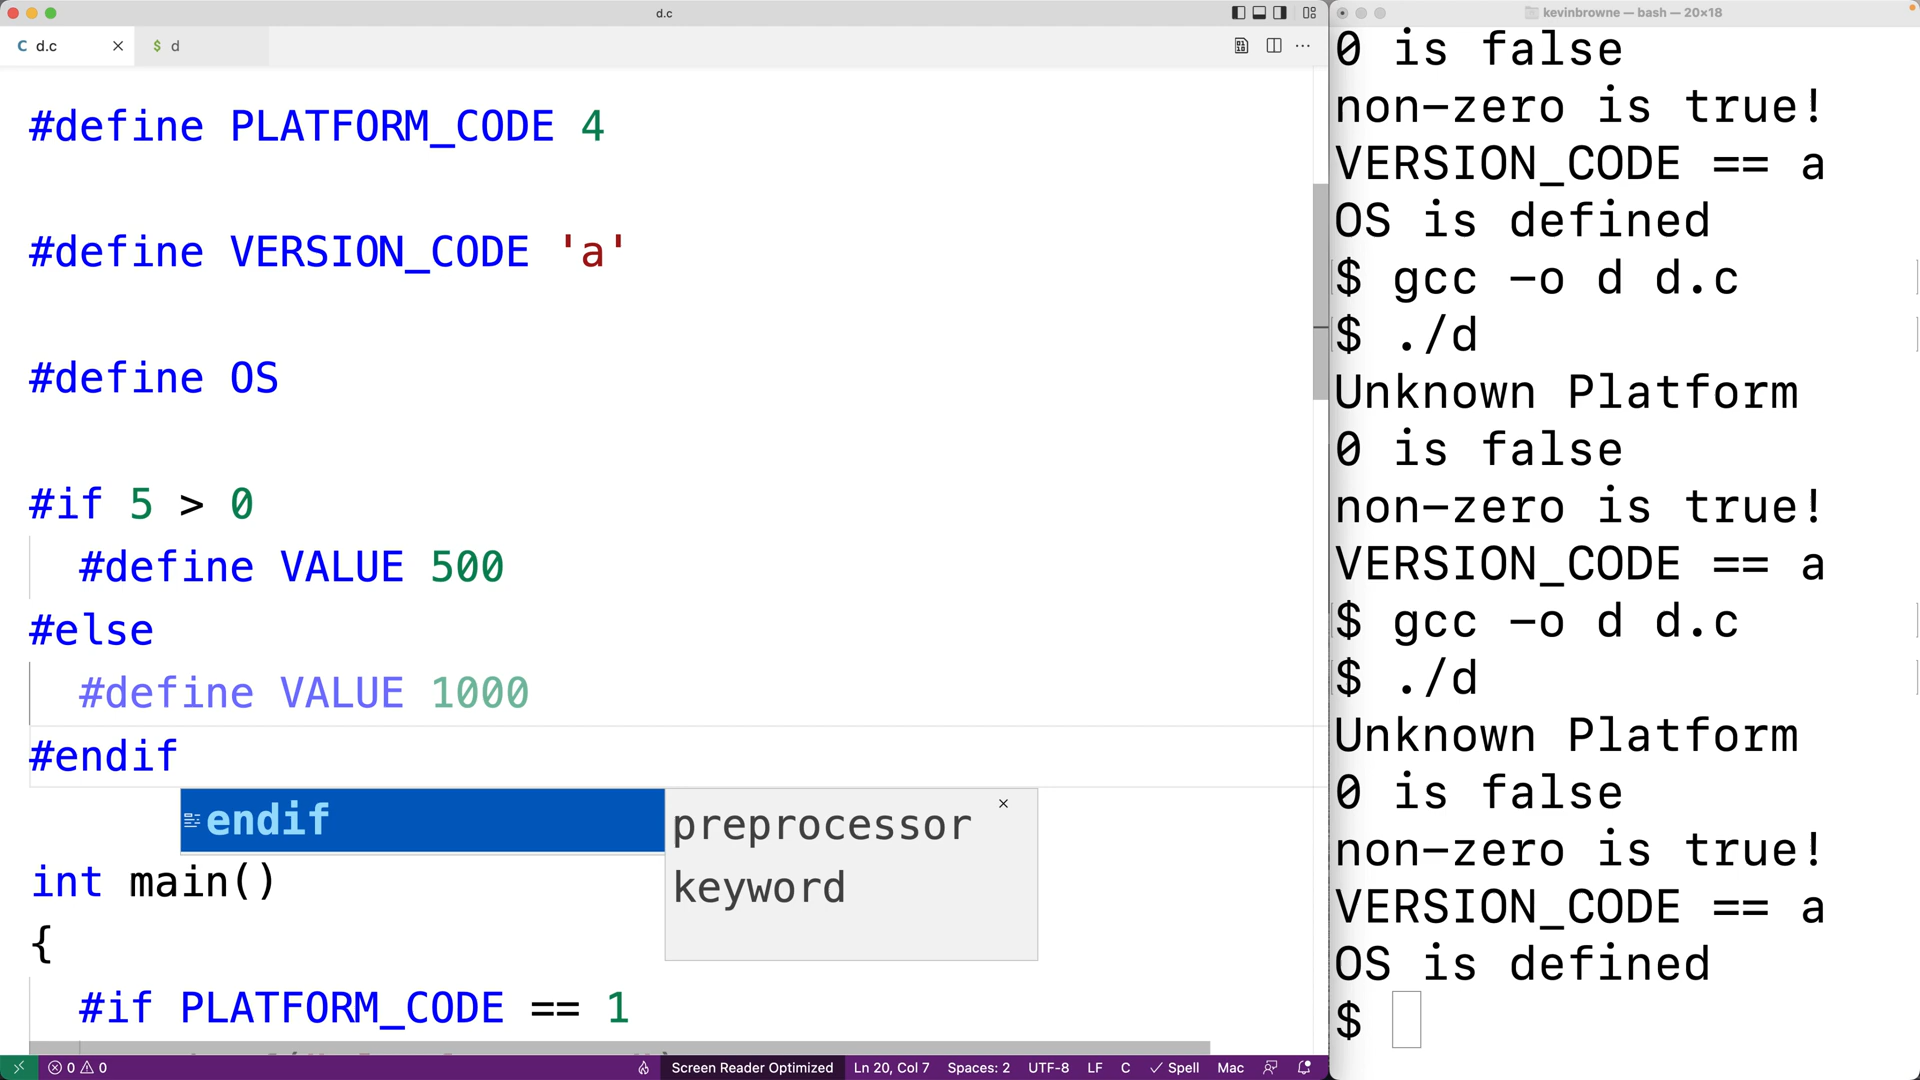 d.c
C d.c
$ d
#define PLATFORM_CODE 4
#define VERSION_CODE 'a'
#define OS
#if 5 > 0
#define VALUE 500
#else
#define VALUE 1000
#endif
endif
preprocessor
keyword
int main()
{
#if PLATFORM_CODE == 1
0 0
Screen Reader Optimized
Ln 20, Col 7
Spaces: 2
UTF-8
LF
C
Spell
Mac
kevinbrowne — bash — 20×18
0 is false
non-zero is true!
VERSION_CODE == a
OS is defined
$ gcc -o d d.c
$ ./d
Unknown Platform
0 is false
non-zero is true!
VERSION_CODE == a
$ gcc -o d d.c
$ ./d
Unknown Platform
0 is false
non-zero is true!
VERSION_CODE == a
OS is defined
$